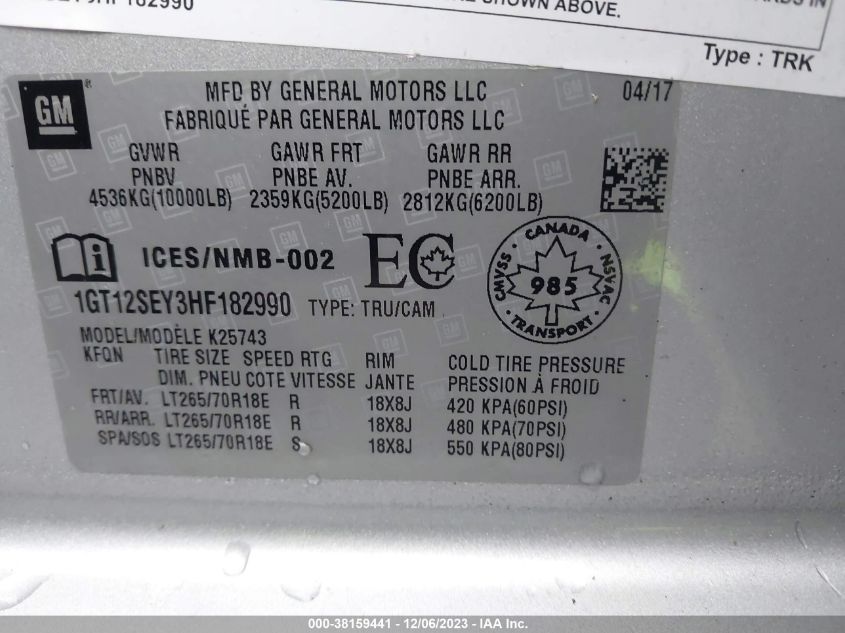 182990
SHOWN ABOVE.
IN
Type : TRK
GM
MFD BY GENERAL MOTORS LLC 04/17
FABRIQUÉ PAR GENERAL MOTORS LLC
GVWR GAWR FRT GAWR RR
PNBV PNBE AV. PNBE ARR.
4536KG(10000LB) 2359KG(5200LB) 2812KG(6200LB)
ICES/NMB-002 EC
CANADA
CMVSS 985 NSVAC
TRANSPORT
1GT12SEY3HF182990 TYPE: TRU/CAM
MODEL/MODÈLE K25743
KFQN TIRE SIZE SPEED RTG RIM COLD TIRE PRESSURE
DIM. PNEU COTE VITESSE JANTE PRESSION À FROID
FRT/AV. LT265/70R18E R 18X8J 420 KPA(60PSI)
RR/ARR. LT265/70R18E R 18X8J 480 KPA(70PSI)
SPA/SOS LT265/70R18E S 18X8J 550 KPA(80PSI)
000-38159441 - 12/06/2023 - IAA Inc.